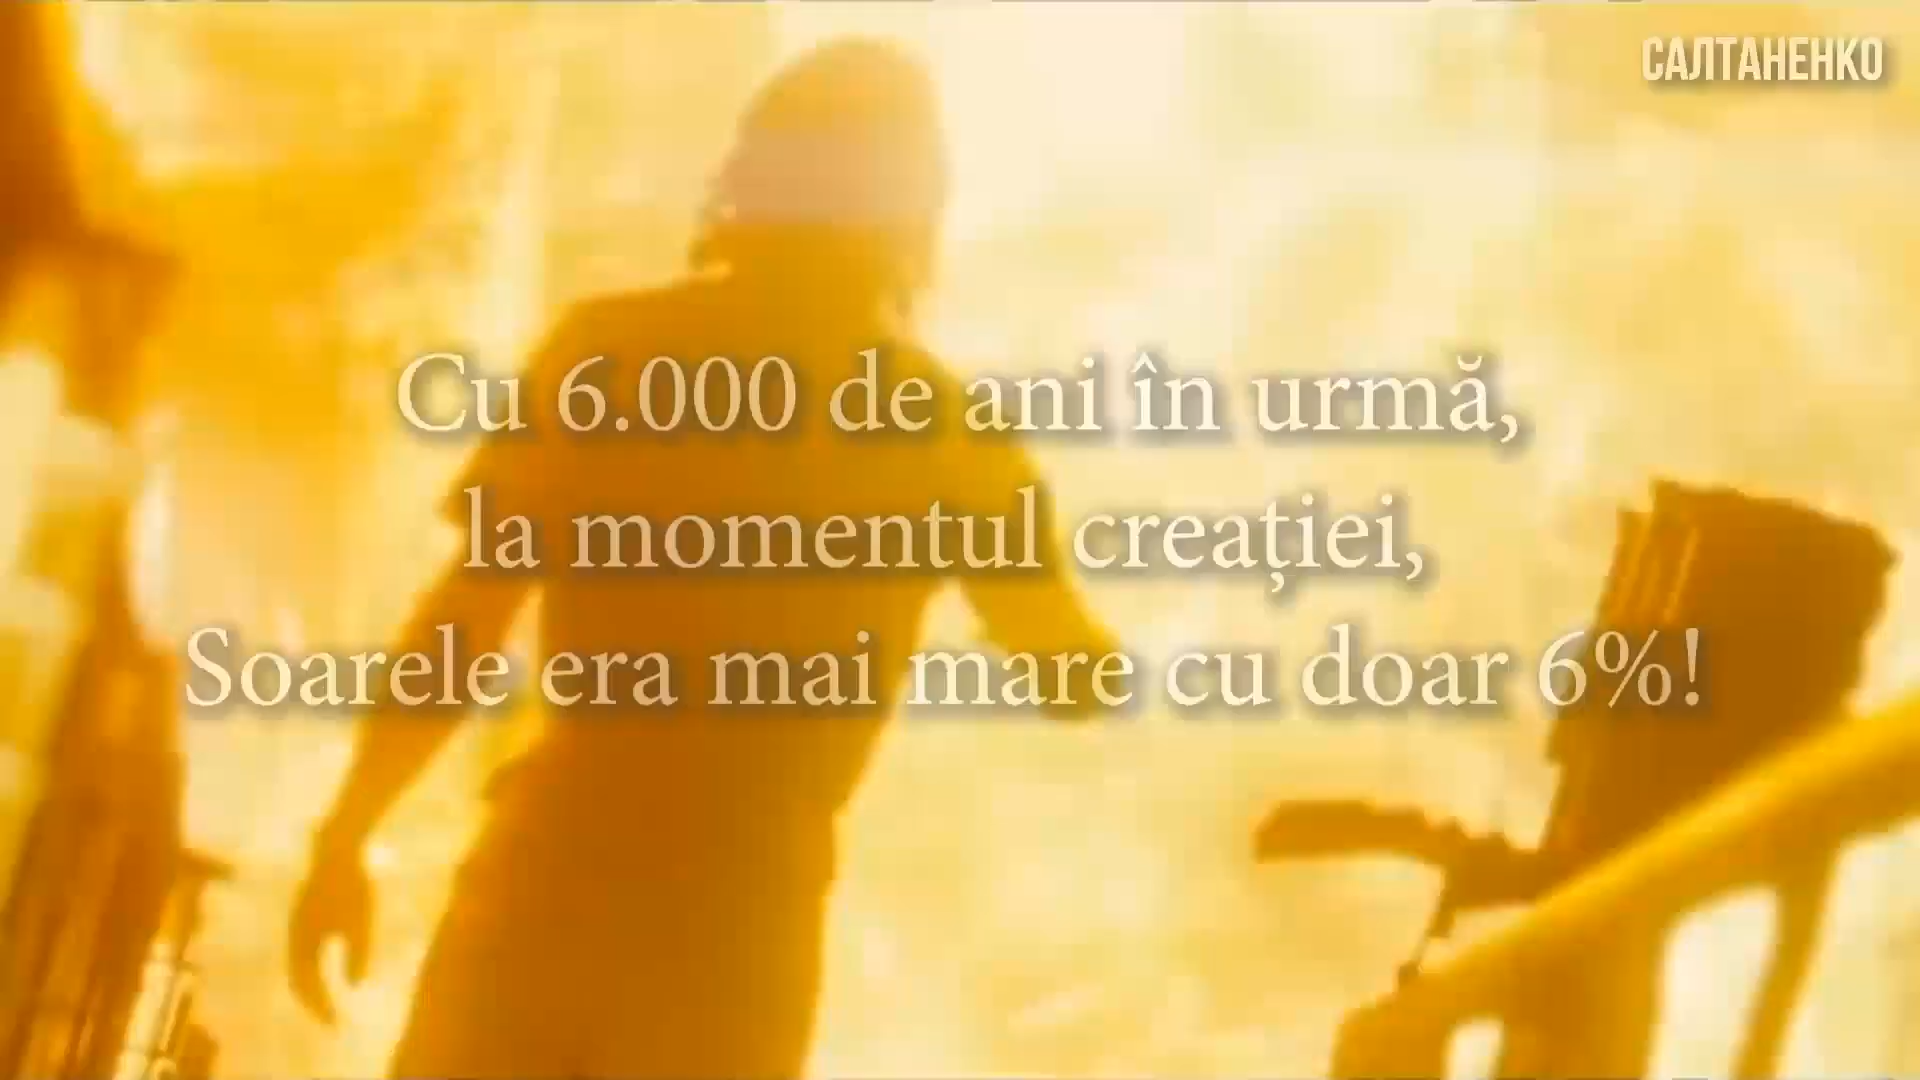 САЛТАНЕНКО
Cu 6.000 de ani în urmă,
la momentul creației,
Soarele era mai mare cu doar 6%!